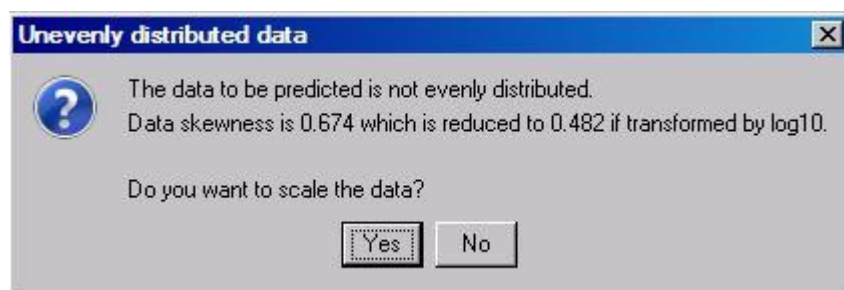 Unevenly distributed data
The data to be predicted is not evenly distributed.
Data skewness is 0.674 which is reduced to 0.482 if transformed by log10.
Do you want to scale the data?
Yes No